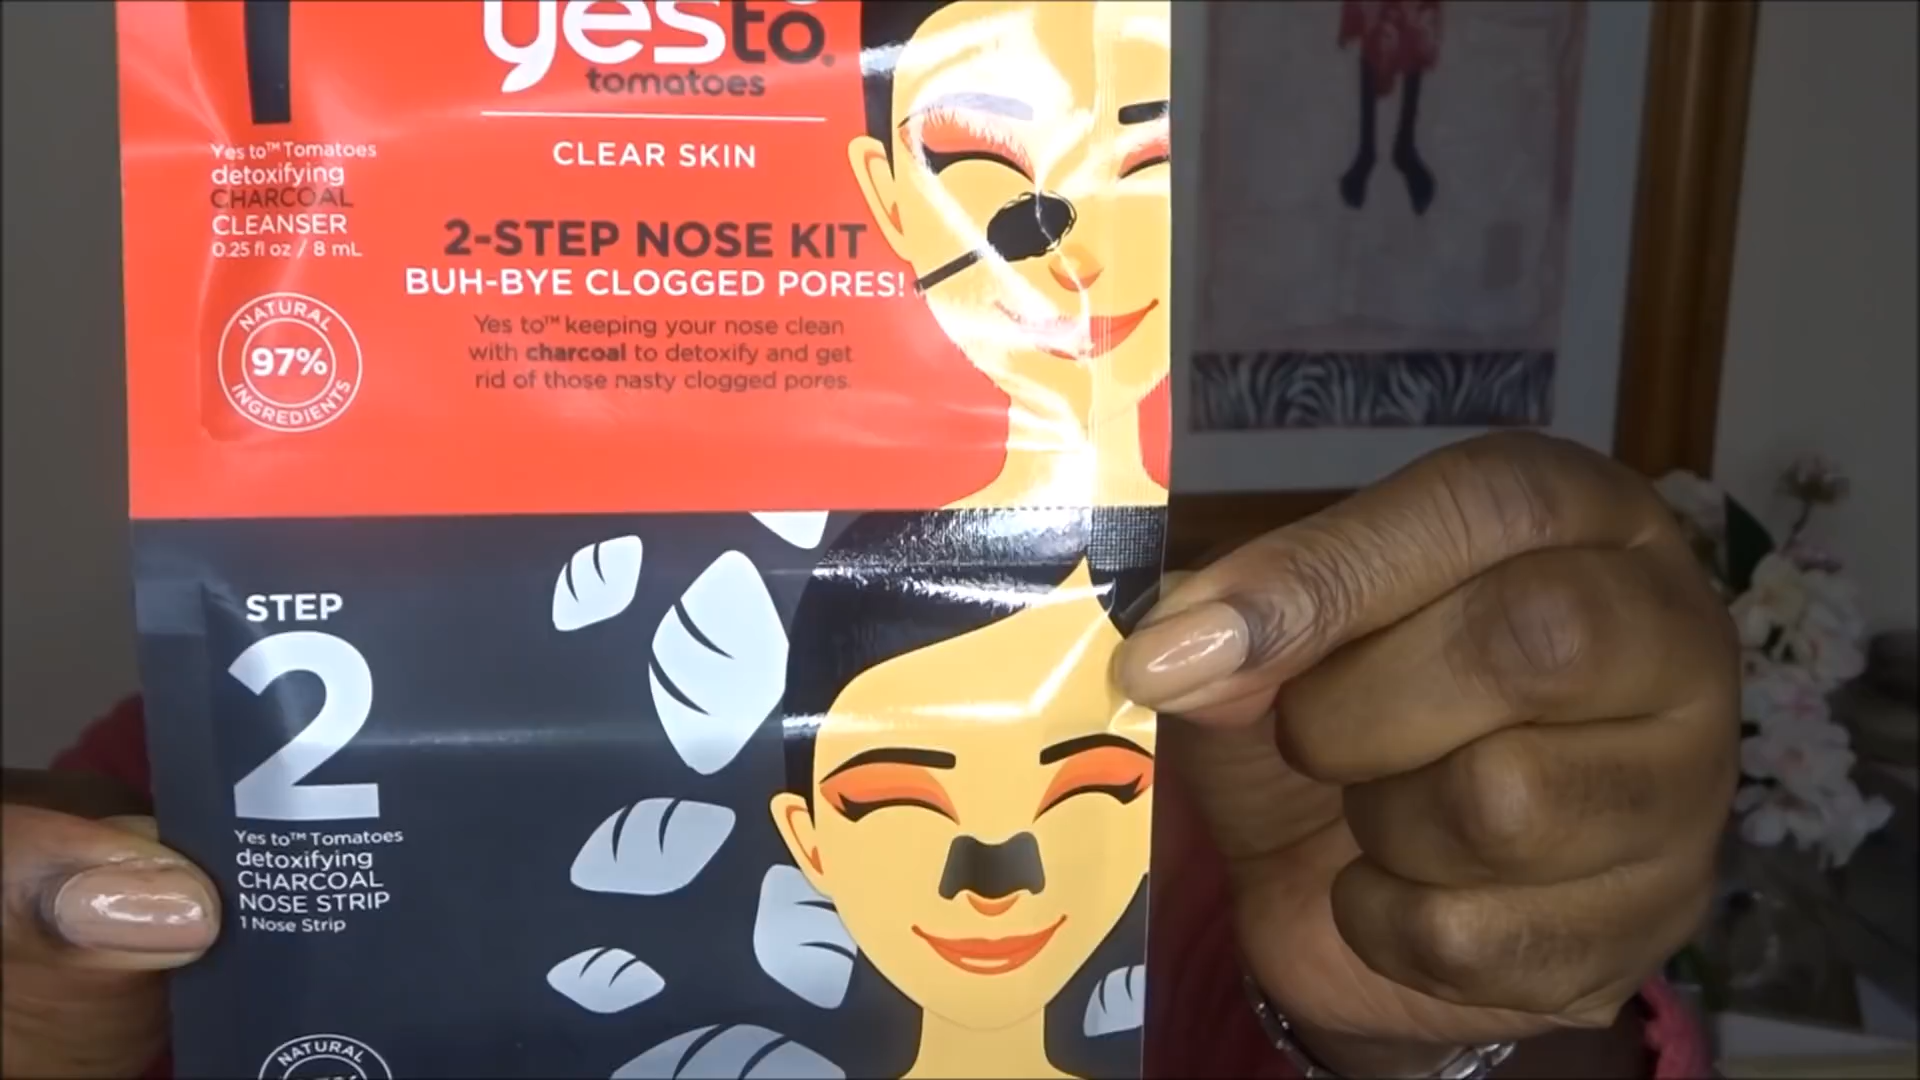 yes to
tomatoes
CLEAR SKIN
2-STEP NOSE KIT
BUH-BYE CLOGGED PORES!
Yes to™ keeping your nose clean
with charcoal to detoxify and get
rid of those nasty clogged pores.
Yes to™ Tomatoes
detoxifying
CHARCOAL
CLEANSER
0.25 fl oz / 8 mL
NATURAL
97%
INGREDIENTS
STEP
2
Yes to™ Tomatoes
detoxifying
CHARCOAL
NOSE STRIP
1 Nose Strip
NATURAL